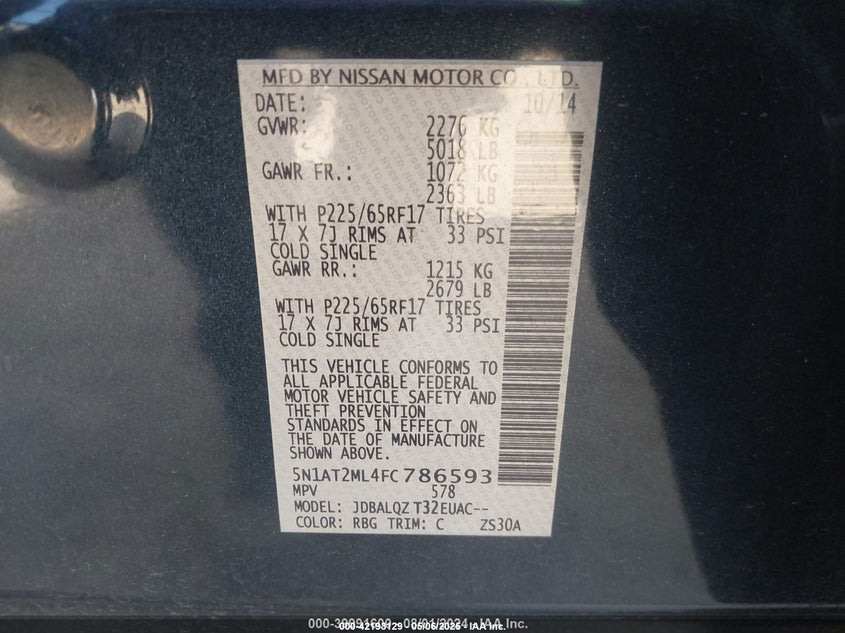 MFD BY NISSAN MOTOR CO., LTD.
DATE: 10/14
GVWR: 2276 KG
5018 LB
GAWR FR.: 1072 KG
2363 LB
WITH P225/65RF17 TIRES
17 X 7J RIMS AT 33 PSI
COLD SINGLE
GAWR RR.: 1215 KG
2679 LB
WITH P225/65RF17 TIRES
17 X 7J RIMS AT 33 PSI
COLD SINGLE
THIS VEHICLE CONFORMS TO
ALL APPLICABLE FEDERAL
MOTOR VEHICLE SAFETY AND
THEFT PREVENTION
STANDARDS IN EFFECT ON
THE DATE OF MANUFACTURE
SHOWN ABOVE.
5N1AT2ML4FC786593
MPV 578
MODEL: JDBALQZ T32EUAC--
COLOR: RBG TRIM: C ZS30A
IAA Inc.